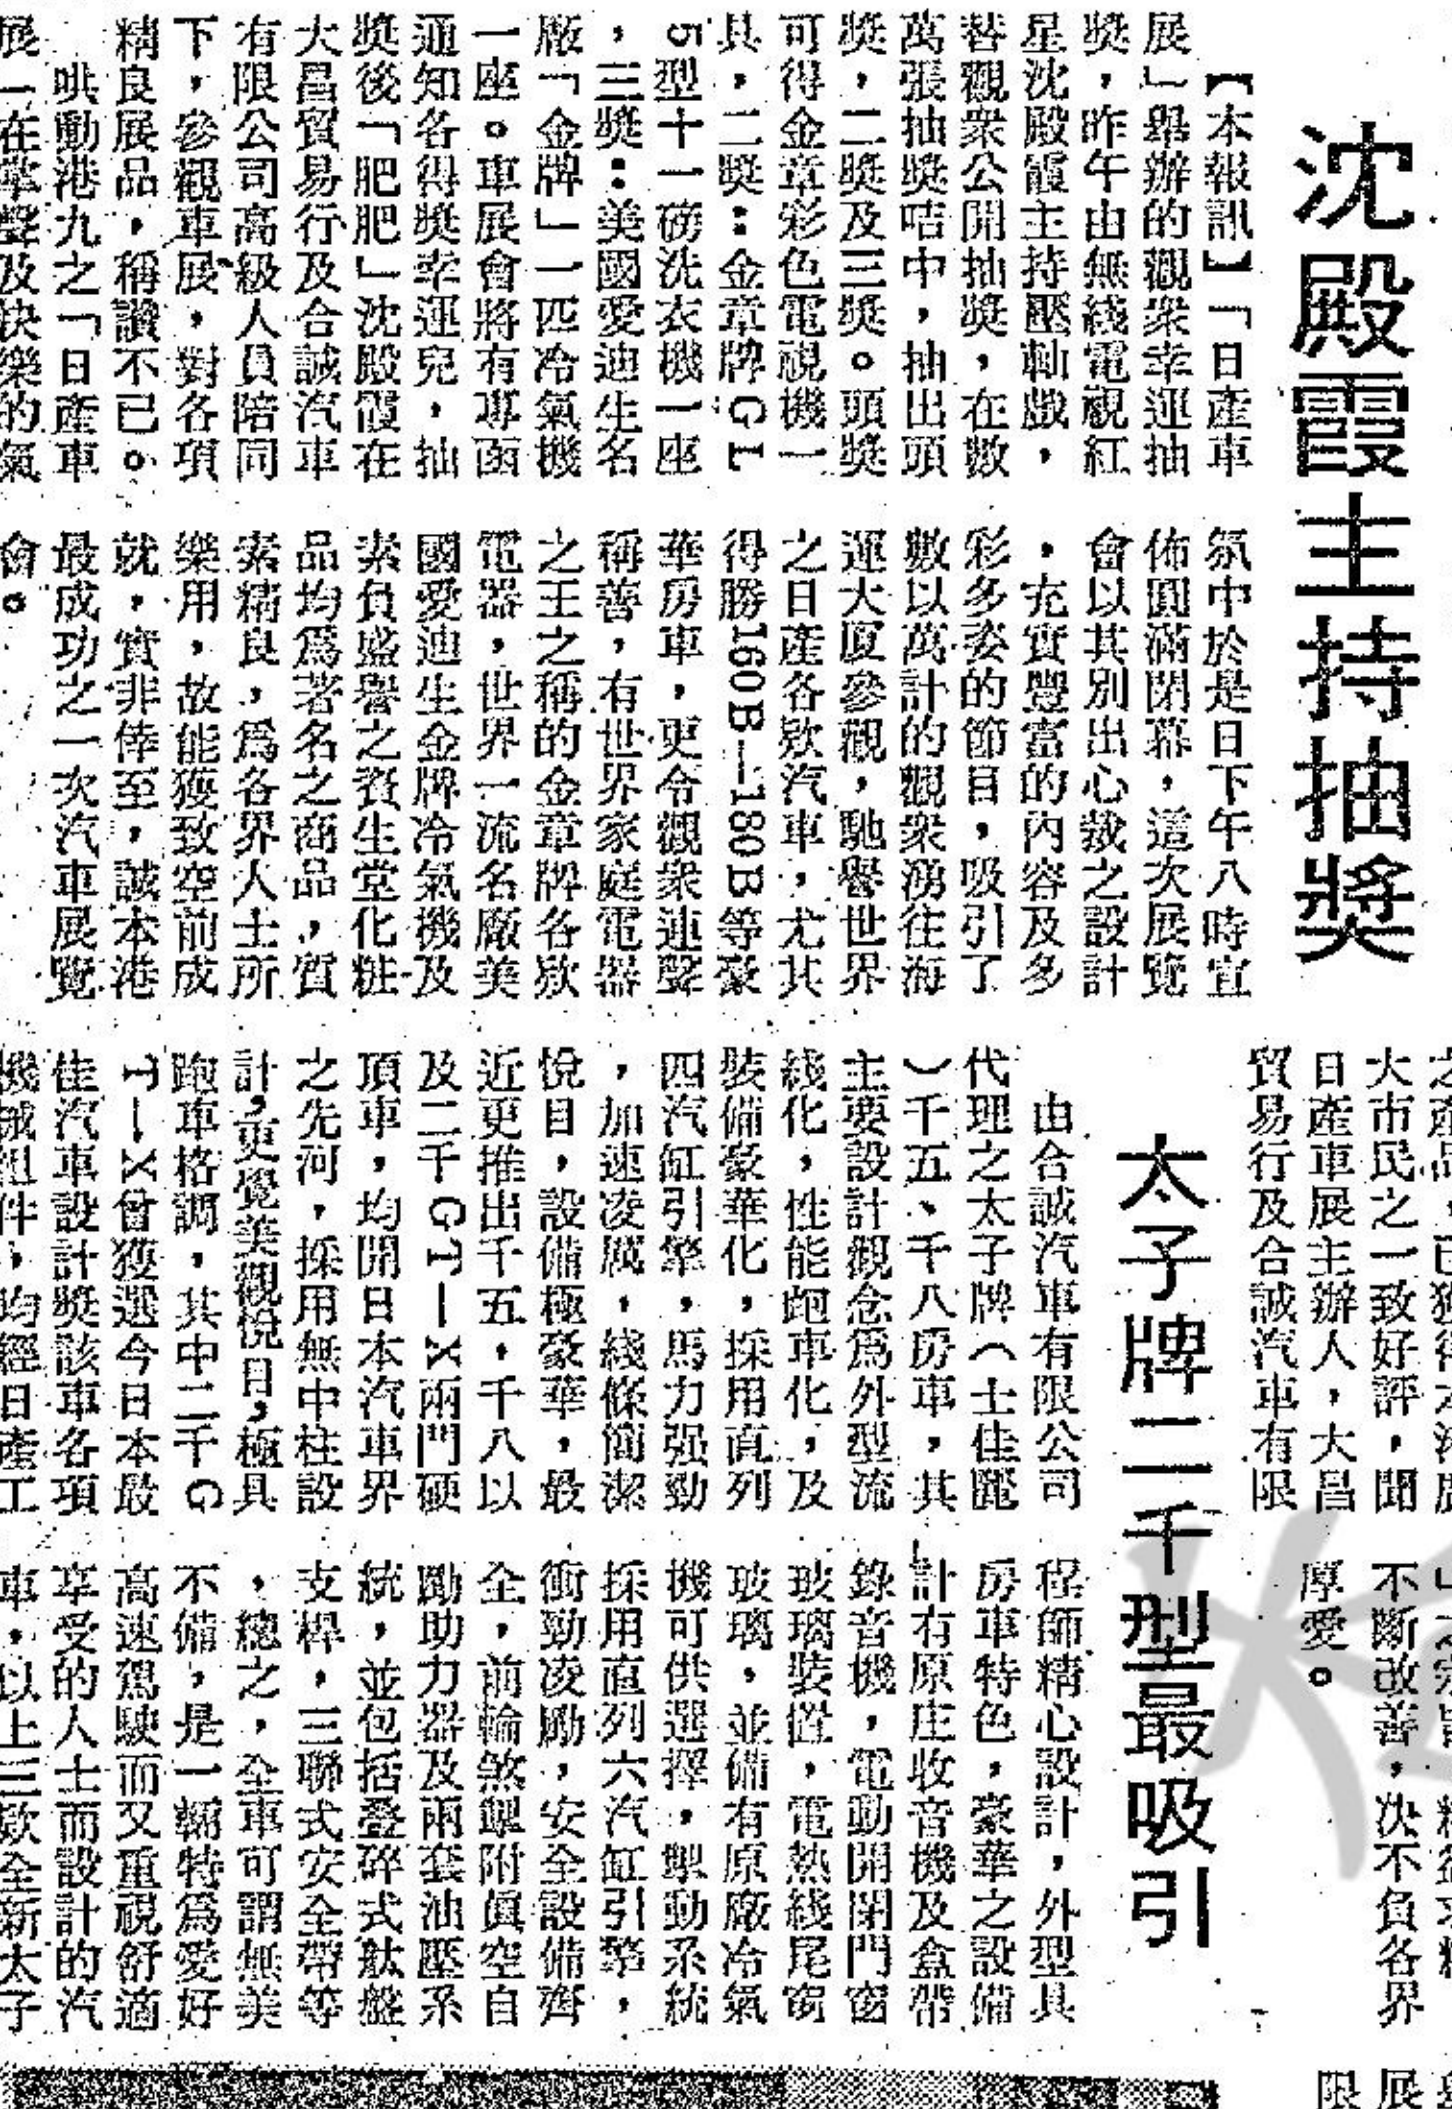 沈殿霞主持抽獎
【本報訊】「日產車
展」舉辦的觀衆幸運抽
獎，昨午由無綫電視紅
星沈殿霞主持壓軸戲，
替觀衆公開抽獎，在數
萬張抽獎咭中，抽出頭
獎，二獎及三獎。頭獎
可得金章彩色電視機一
具，二獎：金章牌GL
5型十一磅洗衣機一座
，三獎：美國愛迪生名
廠「金牌」一匹冷氣機
一座。車展會將有專函
通知各得獎幸運兒，抽
獎後「肥肥」沈殿霞在
大昌貿易行及合誠汽車
有限公司高級人員陪同
下，參觀車展，對各項
精良展品，稱讚不已。
哄動港九之「日產車
展」在掌聲及快樂的氣
氛中於是日下午八時宣
佈圓滿閉幕，這次展覽
會以其別出心裁之設計
，充實豐富的內容及多
彩多姿的節目，吸引了
數以萬計的觀衆湧往海
運大廈參觀，馳譽世界
之日產各欵汽車，尤其
得勝160B—180B等豪
華房車，更令觀衆連聲
稱善，有世界家庭電器
之王之稱的金章牌各欵
電器，世界一流名廠美
國愛迪生金牌冷氣機及
素負盛譽之資生堂化粧
品均爲著名之商品，質
素精良，爲各界人士所
樂用，故能獲致空前成
就，實非倖至，誠本港
最成功之一次汽車展覽
會。
大市民之一致好評，聞
日產車展主辦人，大昌
貿易行及合誠汽車有限
不斷改善，决不負各界
厚愛。
太子牌二千型最吸引
由合誠汽車有限公司
代理之太子牌（士佳麗
）千五、千八房車，其
主要設計觀念爲外型流
綫化，性能跑車化，及
裝備豪華化，採用直列
四汽缸引擎，馬力强勁
，加速凌厲，綫條簡潔
悅目，設備極豪華，最
近更推出千五，千八以
及二千GT—X兩門硬
頂車，均開日本汽車界
之先河，採用無中柱設
計，更覺美觀悅目，極具
跑車格調，其中二千G
T—X曾獲選今日本最
佳汽車設計獎該車各項
機械組件，均經日產工
程師精心設計，外型具
房車特色，豪華之設備
計有原庄收音機及盒帶
錄音機，電動開閉門窗
玻璃裝置，電熱綫尾窗
玻璃，並備有原廠冷氣
機可供選擇，掣動系統
採用直列六汽缸引擎，
衝勁凌勵，安全設備齊
全，前輪煞掣附眞空自
勵助力器及兩套油壓系
統，並包括叠碎式軚盤
支桿，三聯式安全帶等
，總之，全車可謂無美
不備，是一輛特爲愛好
高速駕駛而又重視舒適
享受的人士而設計的汽
車，以上三欵全新太子